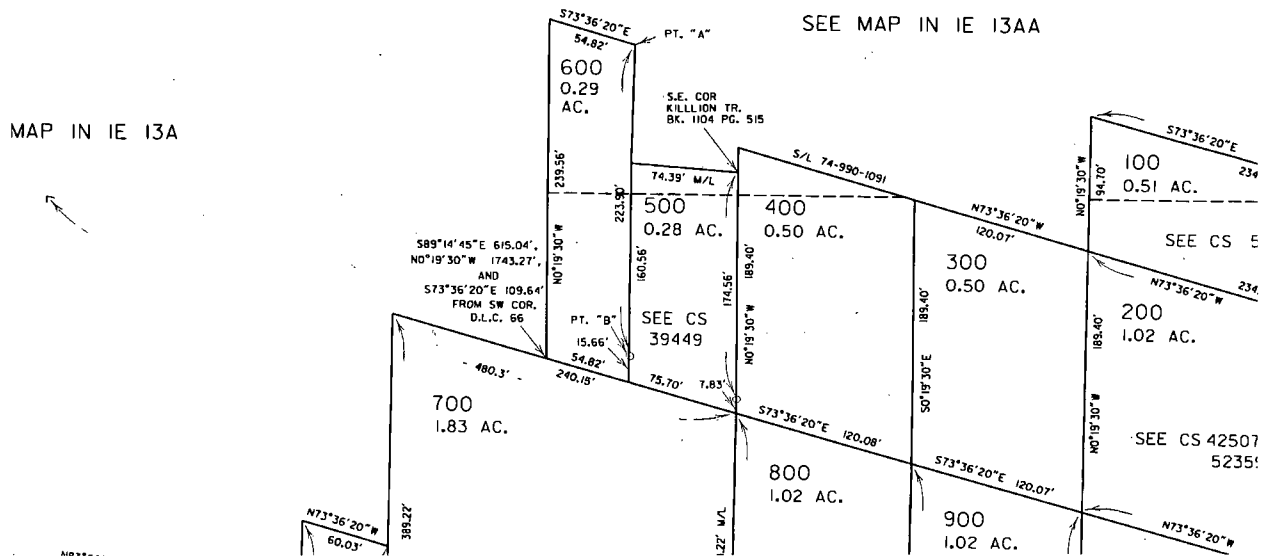 S73°36'20"E
54.82'
PT. "A"
SEE MAP IN 1E 13AA
600
0.29
AC.
MAP IN 1E 13A
S.E. COR
KILLLION TR.
BK. 1104 PG. 515
S73°36'20"E
234
100
0.51 AC.
N0°19'30"W
94.70'
S/L 74-990-1091
74.39' M/L
239.56'
223.90'
500
0.28 AC.
400
0.50 AC.
N73°36'20"W
120.07'
SEE CS 5
S89°14'45"E 615.04',
N0°19'30"W 1743.27',
AND
S73°36'20"E 109.64'
FROM SW COR.
D.L.C. 66
N0°19'30"W
160.56'
174.56'
189.40'
N0°19'30"W
300
0.50 AC.
189.40'
S0°19'30"E
N73°36'20"W
234.
200
1.02 AC.
189.40'
N0°19'30"W
PT. "B"
15.66'
SEE CS
39449
54.82'
480.3'
240.15'
75.70'
7.83'
700
1.83 AC.
S73°36'20"E 120.08'
SEE CS 42507
5235
800
1.02 AC.
S73°36'20"E 120.07'
900
1.02 AC.
N73°36'20"W
N73°36'20"W
60.03'
389.22'
.22' M/L